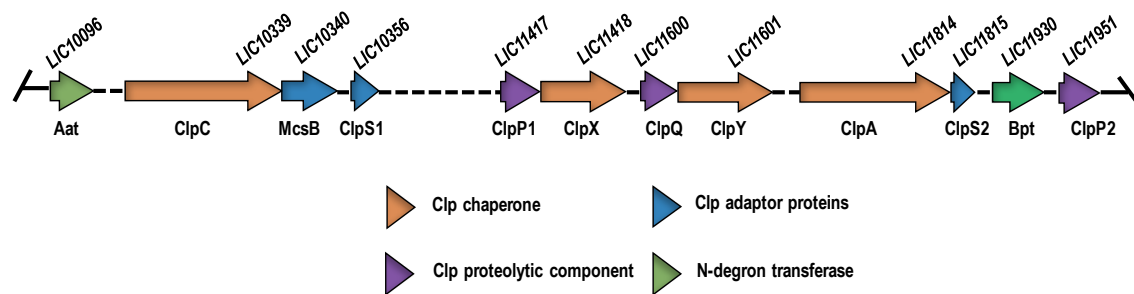 LIC10096 LIC10339 LIC10340 LIC10356 LIC11417 LIC11418 LIC11600 LIC11601 LIC11814 LIC11815 LIC11930 LIC11951
Aat ClpC McsB ClpS1 ClpP1 ClpX ClpQ ClpY ClpA ClpS2 Bpt ClpP2
Clp chaperone Clp adaptor proteins
Clp proteolytic component N-degron transferase